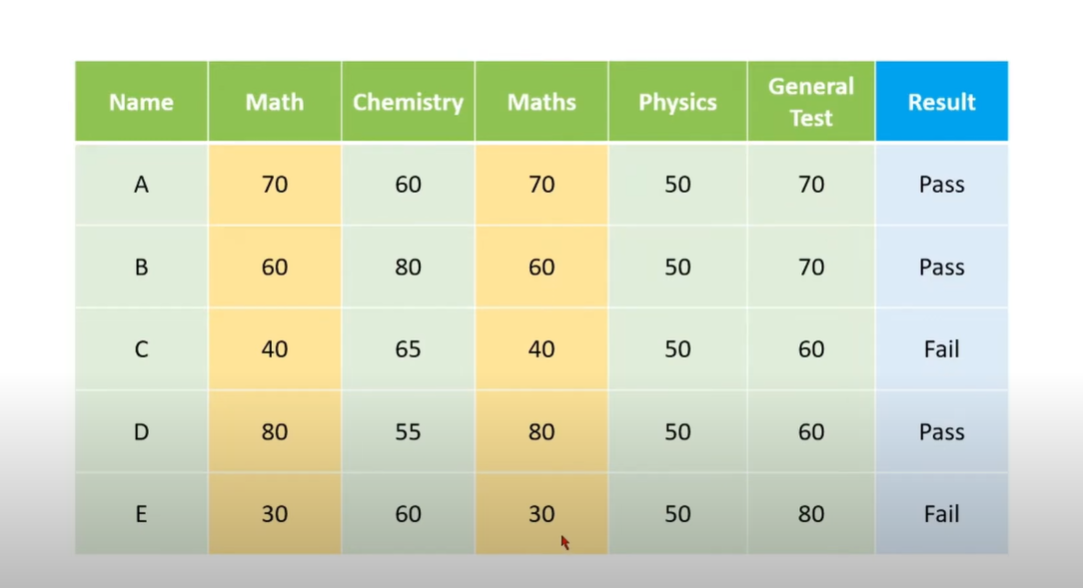 Name Math Chemistry Maths Physics General Test Result
A 70 60 70 50 70 Pass
B 60 80 60 50 70 Pass
C 40 65 40 50 60 Fail
D 80 55 80 50 60 Pass
E 30 60 30 50 80 Fail